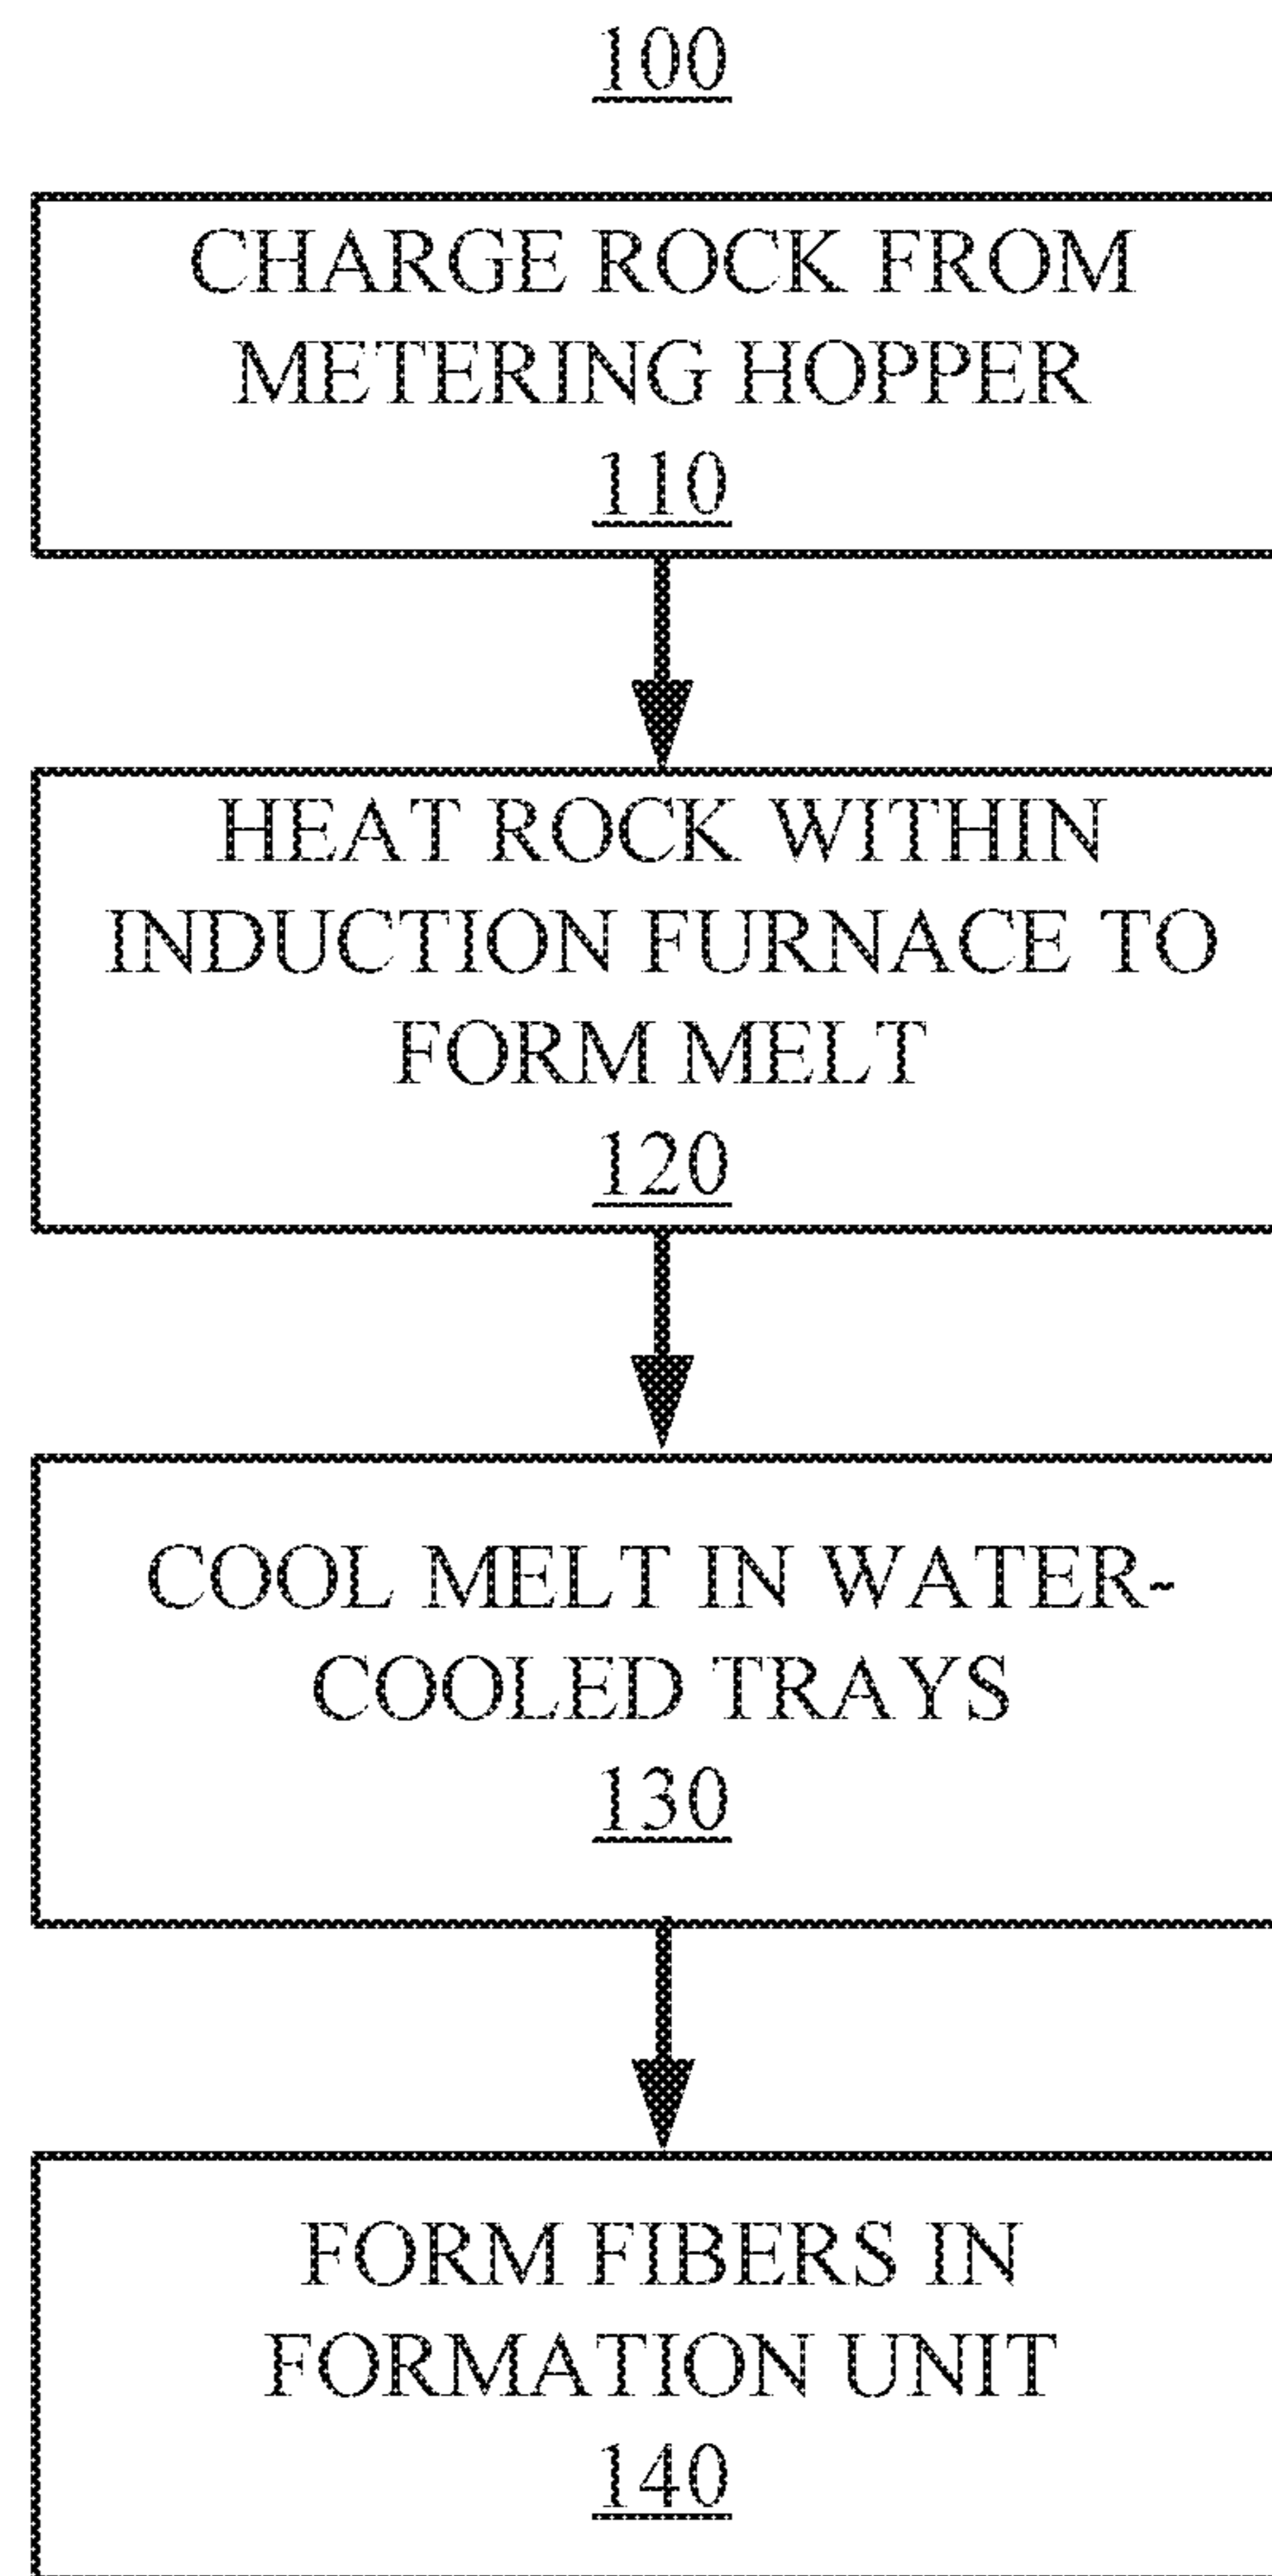 100
CHARGE ROCK FROM
METERING HOPPER
110
HEAT ROCK WITHIN
INDUCTION FURNACE TO
FORM MELT
120
COOL MELT IN WATER-
COOLED TRAYS
130
FORM FIBERS IN
FORMATION UNIT
140